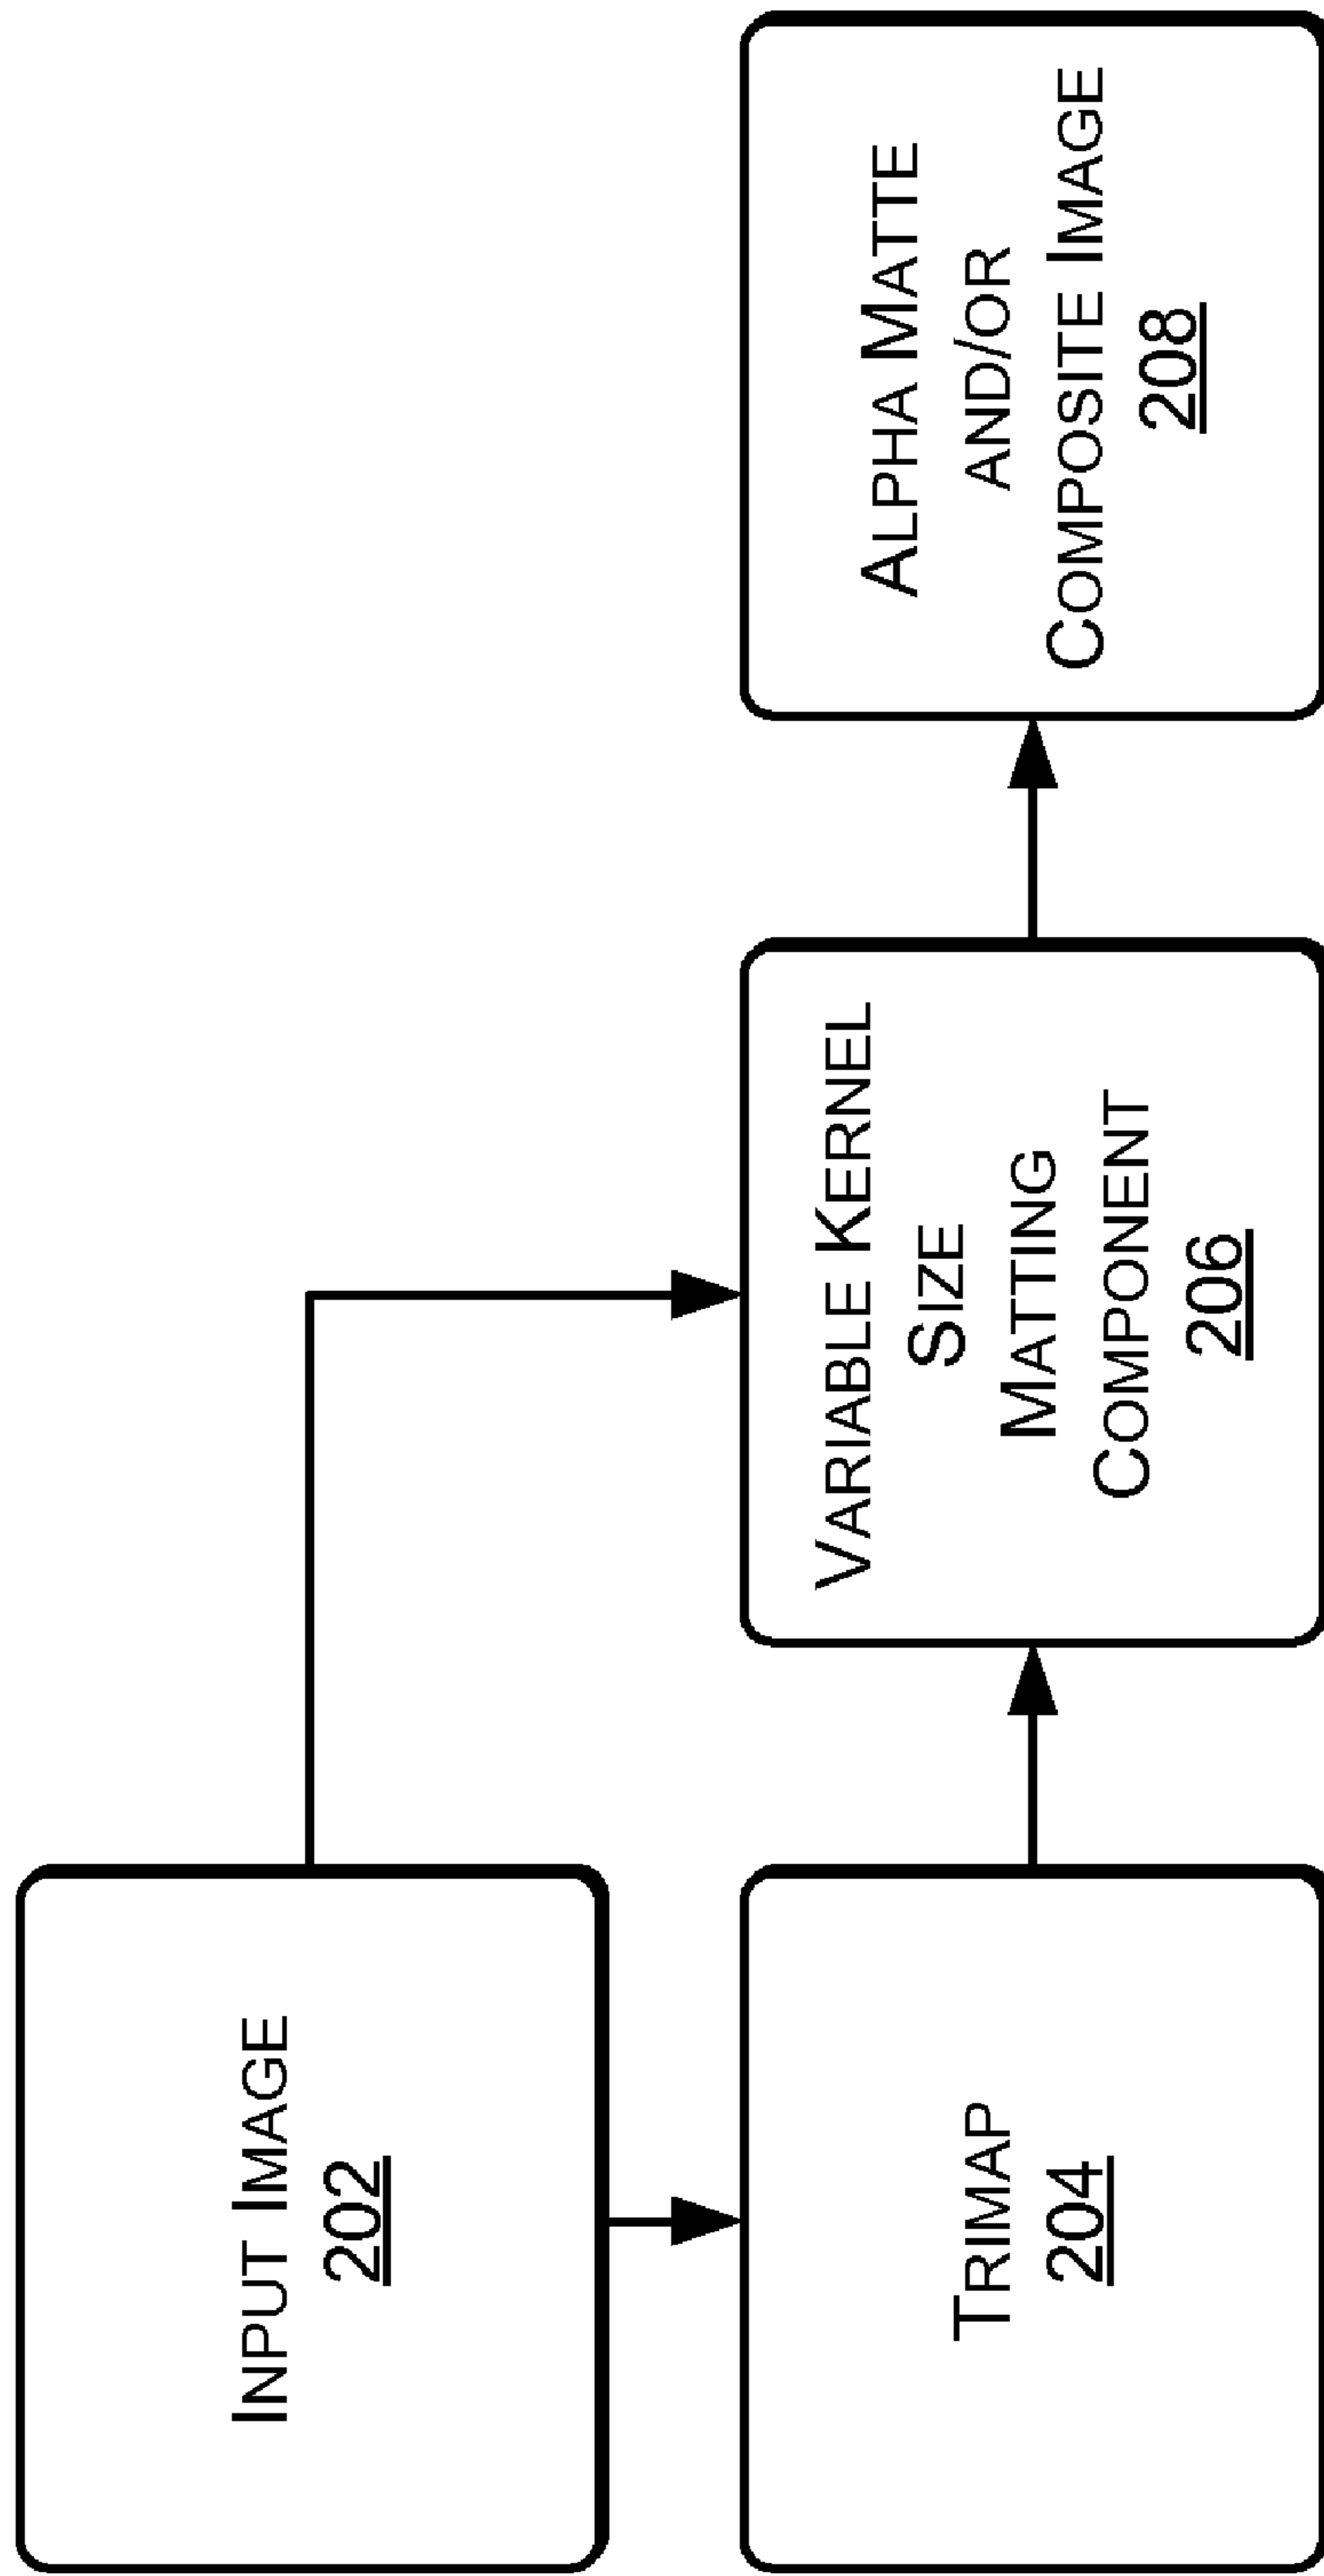 INPUT IMAGE
202
TRIMAP
204
VARIABLE KERNEL
SIZE
MATTING
COMPONENT
206
ALPHA MATTE
AND/OR
COMPOSITE IMAGE
208